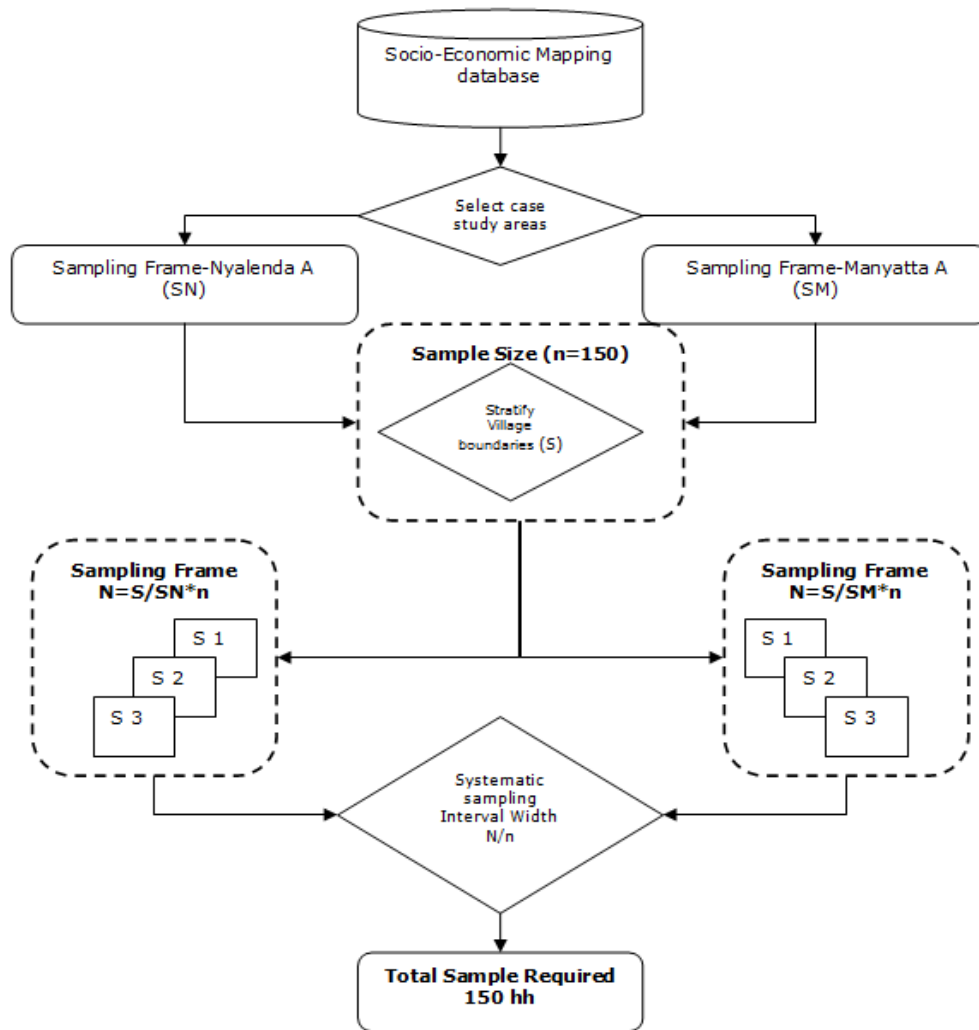 Socio-Economic Mapping
database
Select case
study areas
Sampling Frame-Nyalenda A
(SN)
Sampling Frame-Manyatta A
(SM)
Sample Size (n=150)
Stratify
Village
boundaries (S)
Sampling Frame
N=S/SN*n
S 1
S 2
S 3
Sampling Frame
N=S/SM*n
S 1
S 2
S 3
Systematic
sampling
Interval Width
N/n
Total Sample Required
150 hh